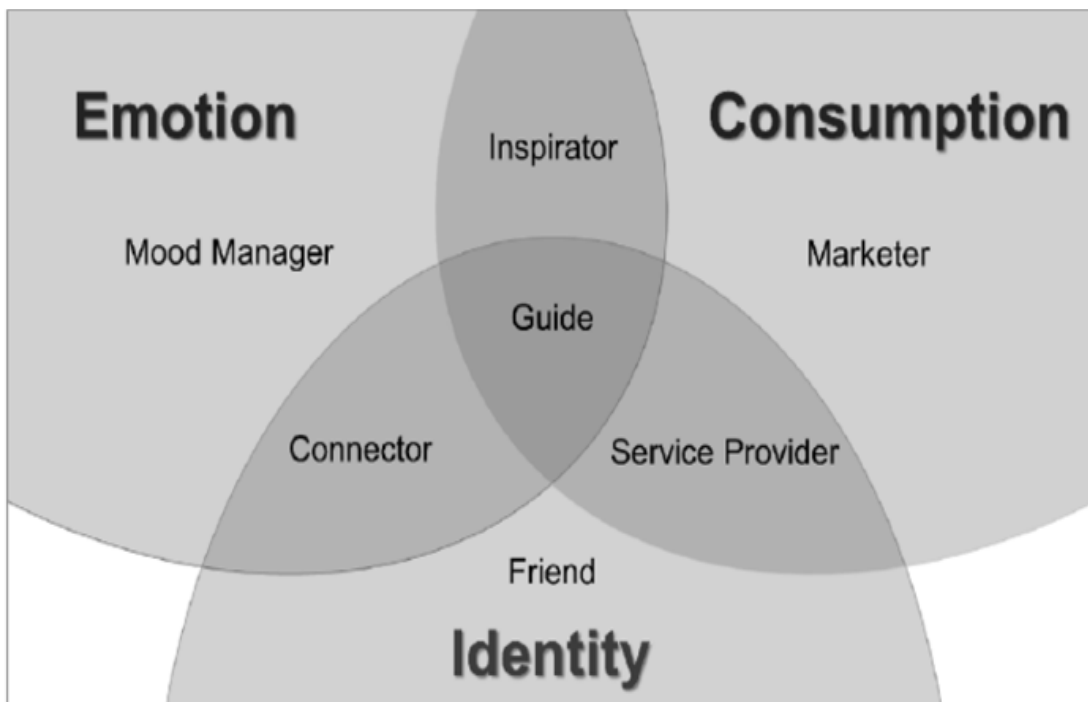 Emotion
Consumption
Inspirator
Mood Manager
Marketer
Guide
Connector
Service Provider
Friend
Identity